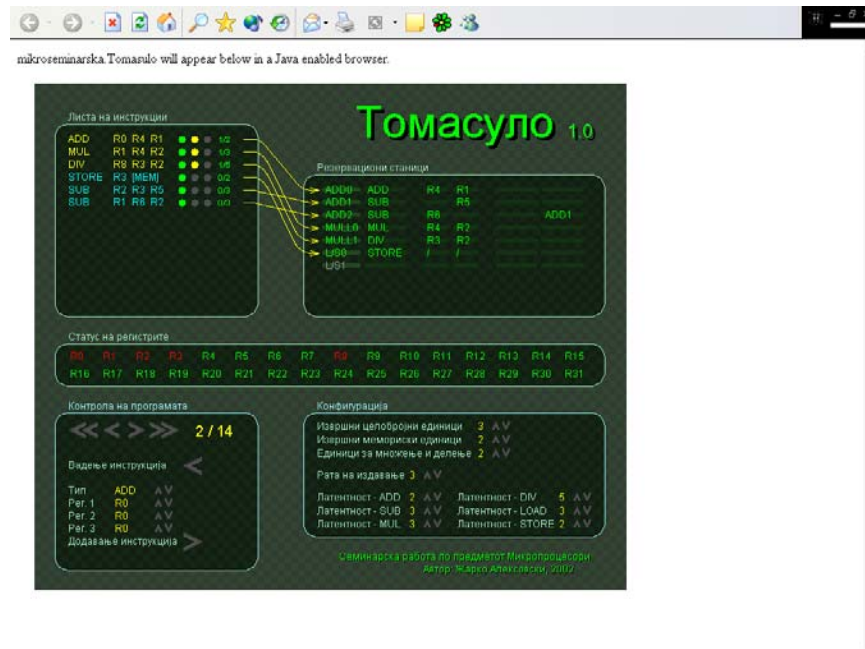 mikroseminarska.Tomasulo will appear below in a Java enabled browser.
Томасуло 1.0
Листа на инструкции
ADD R0 R4 R1 1/2
MUL R1 R4 R2 1/3
DIV R8 R3 R2 1/5
STORE R3 [MEM] 0/2
SUB R2 R3 R5 0/3
SUB R1 R6 R2 0/3
Резервациони станици
ADD0 ADD R4 R1
ADD1 SUB R5
ADD2 SUB R6 ADD1
MULL0 MUL R4 R2
MULL1 DIV R3 R2
L/S0 STORE / /
L/S1
Статус на регистрите
R0 R1 R2 R3 R4 R5 R6 R7 R8 R9 R10 R11 R12 R13 R14 R15
R16 R17 R18 R19 R20 R21 R22 R23 R24 R25 R26 R27 R28 R29 R30 R31
Контрола на програмата
2 / 14
Вадење инструкција
Тип ADD
Рег. 1 R0
Рег. 2 R0
Рег. 3 R0
Додавање инструкција
Конфигурација
Извршни целобројни единици 3
Извршни мемориски единици 2
Единици за множење и делење 2
Рата на издавање 3
Латентност - ADD 2 Латентност - DIV 5
Латентност - SUB 3 Латентност - LOAD 3
Латентност - MUL 3 Латентност - STORE 2
Семинарска работа по предметот Микропроцесори
Автор: Жарко Алексовски, 2002